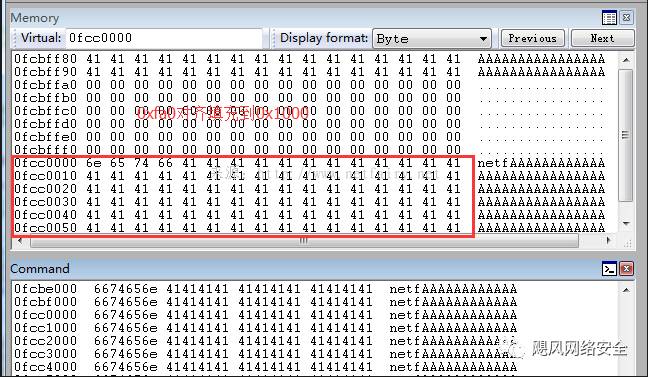 Memory
Virtual: 0fcc0000 Display format: Byte Previous Next
0fcbff80 41 41 41 41 41 41 41 41 41 41 41 41 41 41 41 41 AAAAAAAAAAAAAAAA
0fcbff90 41 41 41 41 41 41 41 41 41 41 41 41 41 41 41 41 AAAAAAAAAAAAAAAA
0fcbffa0 00 00 00 00 00 00 00 00 00 00 00 00 00 00 00 00 ................
0fcbffb0 00 00 00 00 00 00 00 00 00 00 00 00 00 00 00 00 ................
0fcbffc0 00 00 00 00 00 00 00 00 00 00 00 00 00 00 00 00 ................
0xfa0对齐填充到0x1000
0fcbffd0 00 00 00 00 00 00 00 00 00 00 00 00 00 00 00 00 ................
0fcbffe0 00 00 00 00 00 00 00 00 00 00 00 00 00 00 00 00 ................
0fcbfff0 00 00 00 00 00 00 00 00 00 00 00 00 00 00 00 00 ................
0fcc0000 6e 65 74 66 41 41 41 41 41 41 41 41 41 41 41 41 netfAAAAAAAAAAAA
0fcc0010 41 41 41 41 41 41 41 41 41 41 41 41 41 41 41 41 AAAAAAAAAAAAAAAA
0fcc0020 41 41 41 41 41 41 41 41 41 41 41 41 41 41 41 41 AAAAAAAAAAAAAAAA
0fcc0030 41 41 41 41 41 41 41 41 41 41 41 41 41 41 41 41 AAAAAAAAAAAAAAAA
0fcc0040 41 41 41 41 41 41 41 41 41 41 41 41 41 41 41 41 AAAAAAAAAAAAAAAA
0fcc0050 41 41 41 41 41 41 41 41 41 41 41 41 41 41 41 41 AAAAAAAAAAAAAAAA
Command
0fcbe000 6674656e 41414141 41414141 41414141 netfAAAAAAAAAAAA
0fcbf000 6674656e 41414141 41414141 41414141 netfAAAAAAAAAAAA
0fcc0000 6674656e 41414141 41414141 41414141 netfAAAAAAAAAAAA
0fcc1000 6674656e 41414141 41414141 41414141 netfAAAAAAAAAAAA
0fcc2000 6674656e 41414141 41414141 41414141 netfAAAAAAAAAAAA
0fcc3000 6674656e 41414141 41414141 41414141 netfAAAAAAAAAAAA
0fcc4000 6674656e 41414141 41414141 41414141 netfAAAAAAAAAAAA
飓风网络安全